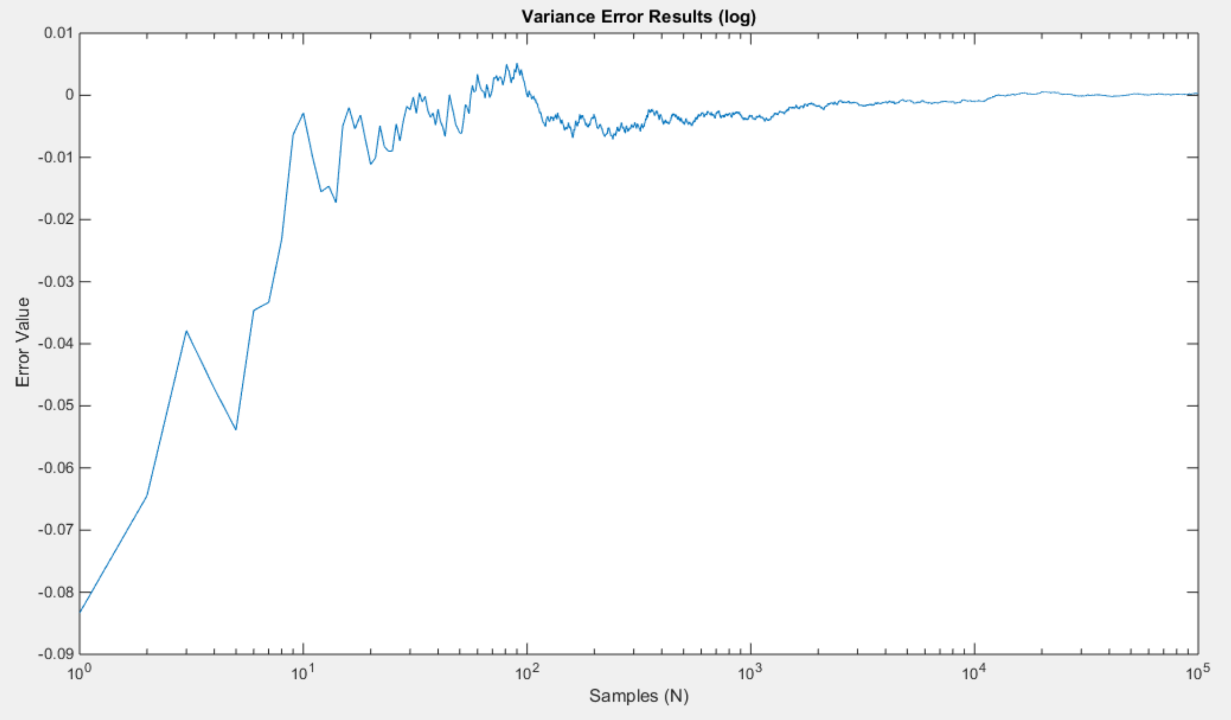 Variance Error Results (log)
0.01
0
-0.01
-0.02
-0.03
-0.04
-0.05
-0.06
-0.07
-0.08
-0.09
Error Value
10^0 10^1 10^2 10^3 10^4 10^5
Samples (N)